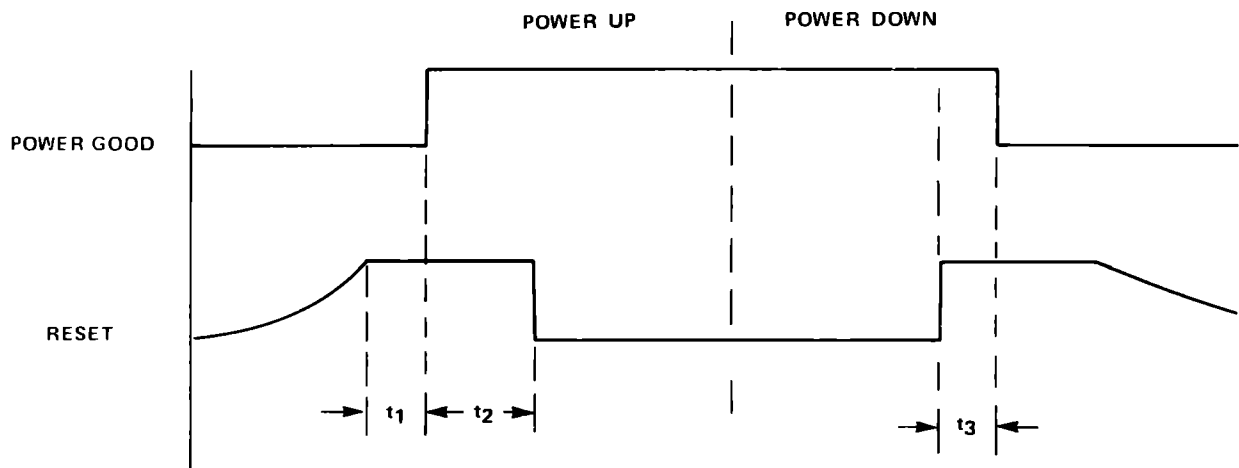 POWER UP
POWER DOWN
POWER GOOD
RESET
t1
t2
t3